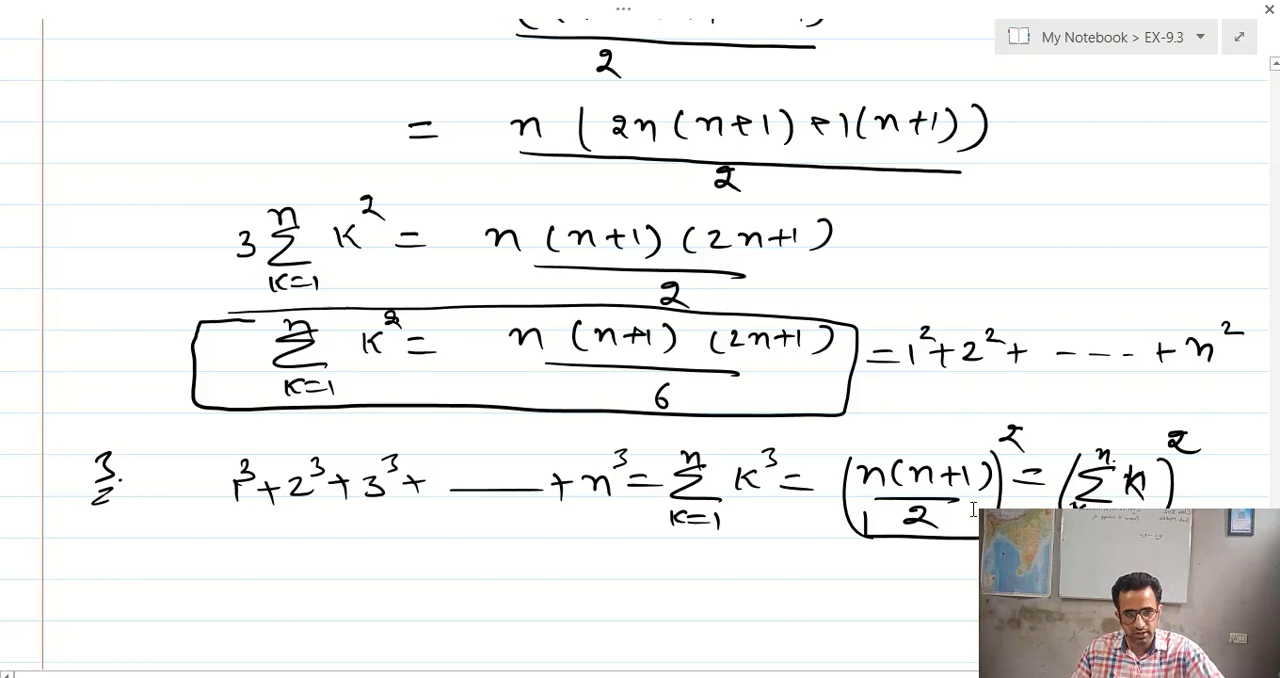 My Notebook > EX-9.3
2
= n (2n(n+1)+1(n+1))
2
3 ∑ K² = n (n+1) (2n+1)
K=1 n 2
∑ K² = n (n+1) (2n+1) = 1²+2²+ ---- + n²
K=1 n 6
3. 1³+2³+3³+ ___ +n³ = ∑ K³ = (n(n+1))² = (∑ K)²
K=1 n 2 n